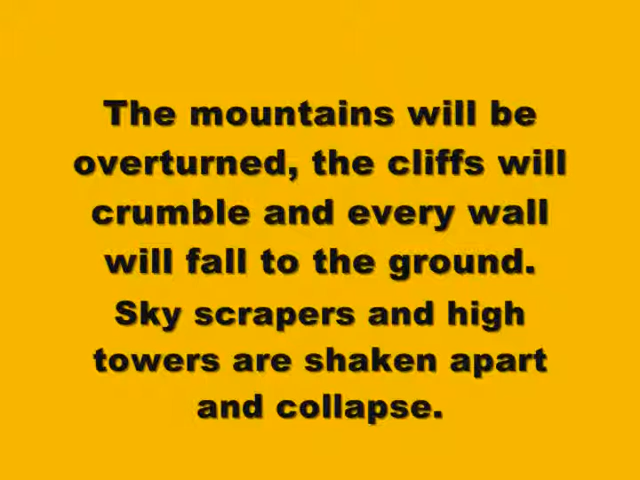 The mountains will be
overturned, the cliffs will
crumble and every wall
will fall to the ground.
Sky scrapers and high
towers are shaken apart
and collapse.